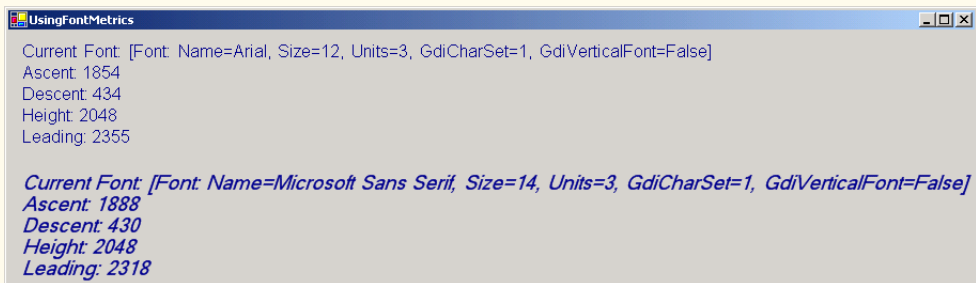 UsingFontMetrics
Current Font: [Font: Name=Arial, Size=12, Units=3, GdiCharSet=1, GdiVerticalFont=False]
Ascent: 1854
Descent: 434
Height: 2048
Leading: 2355
Current Font: [Font: Name=Microsoft Sans Serif, Size=14, Units=3, GdiCharSet=1, GdiVerticalFont=False]
Ascent: 1888
Descent: 430
Height: 2048
Leading: 2318